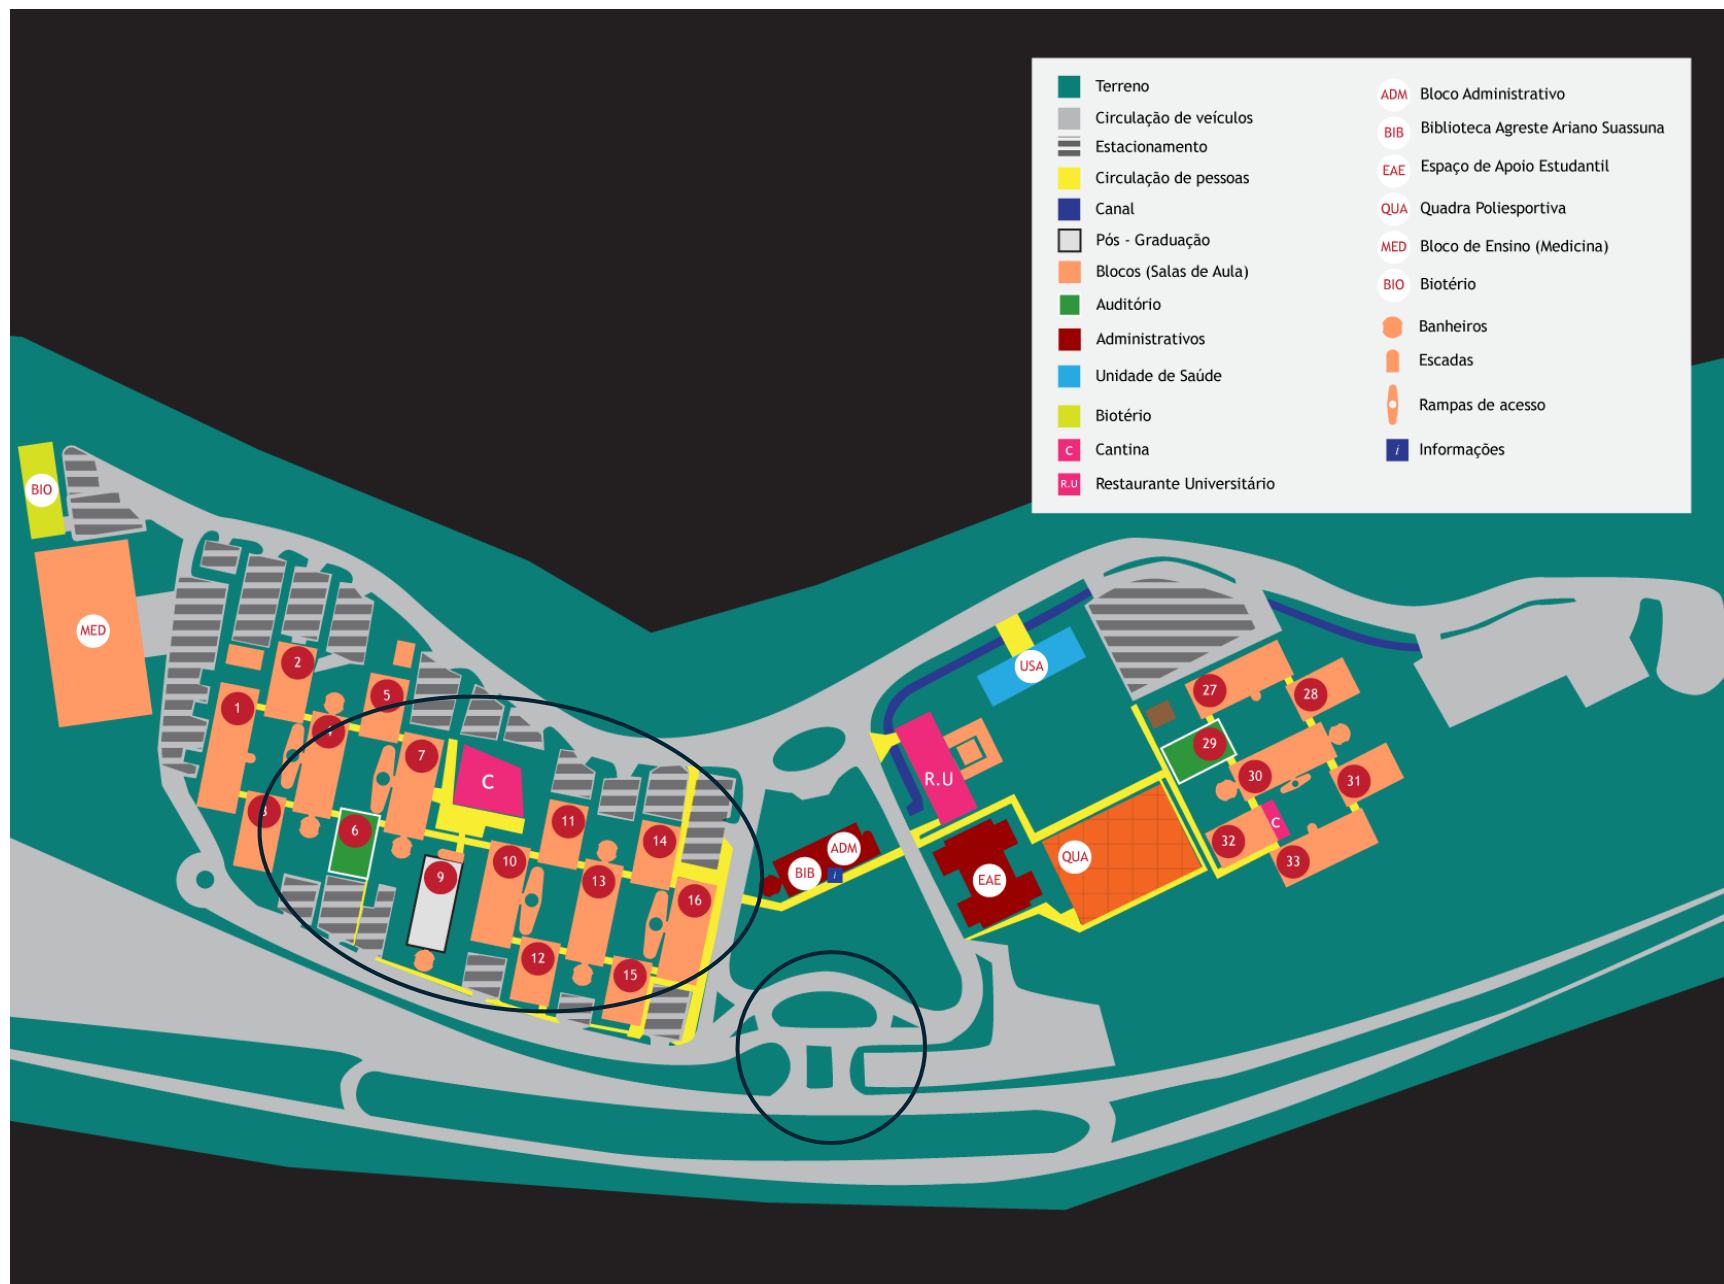 Terreno
Circulação de veículos
Estacionamento
Circulação de pessoas
Canal
Pós - Graduação
Blocos (Salas de Aula)
Auditório
Administrativos
Unidade de Saúde
Biotério
C Cantina
R.U Restaurante Universitário
ADM Bloco Administrativo
BIB Biblioteca Agreste Ariano Suassuna
EAE Espaço de Apoio Estudantil
QUA Quadra Poliesportiva
MED Bloco de Ensino (Medicina)
BIO Biotério
Banheiros
Escadas
Rampas de acesso
i Informações
BIO
MED
1
2
3
4
5
6
7
C
9
10
11
12
13
14
15
16
BIB
ADM
i
R.U
USA
EAE
QUA
27
28
29
30
31
32
C
33